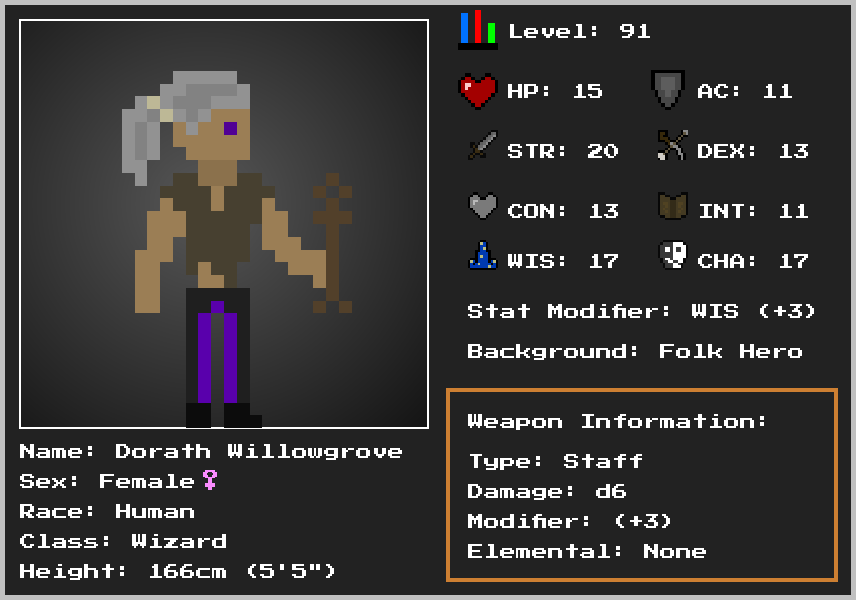 Level: 91
HP: 15 AC: 11
STR: 20 DEX: 13
CON: 13 INT: 11
WIS: 17 CHA: 17
Stat Modifier: WIS (+3)
Background: Folk Hero
Weapon Information:
Type: Staff
Damage: d6
Modifier: (+3)
Elemental: None
Name: Dorath Willowgrove
Sex: Female♀
Race: Human
Class: Wizard
Height: 166cm (5'5")